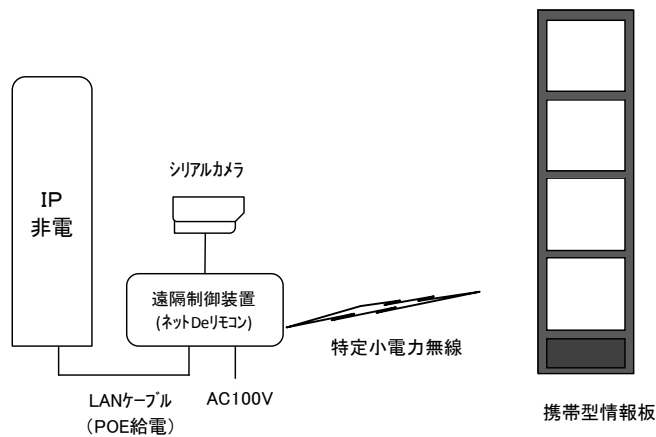 IP
非電
シリアルカメラ
遠隔制御装置
(ネットDeリモコン)
特定小電力無線
LANケーブル
(POE給電)
AC100V
携帯型情報板